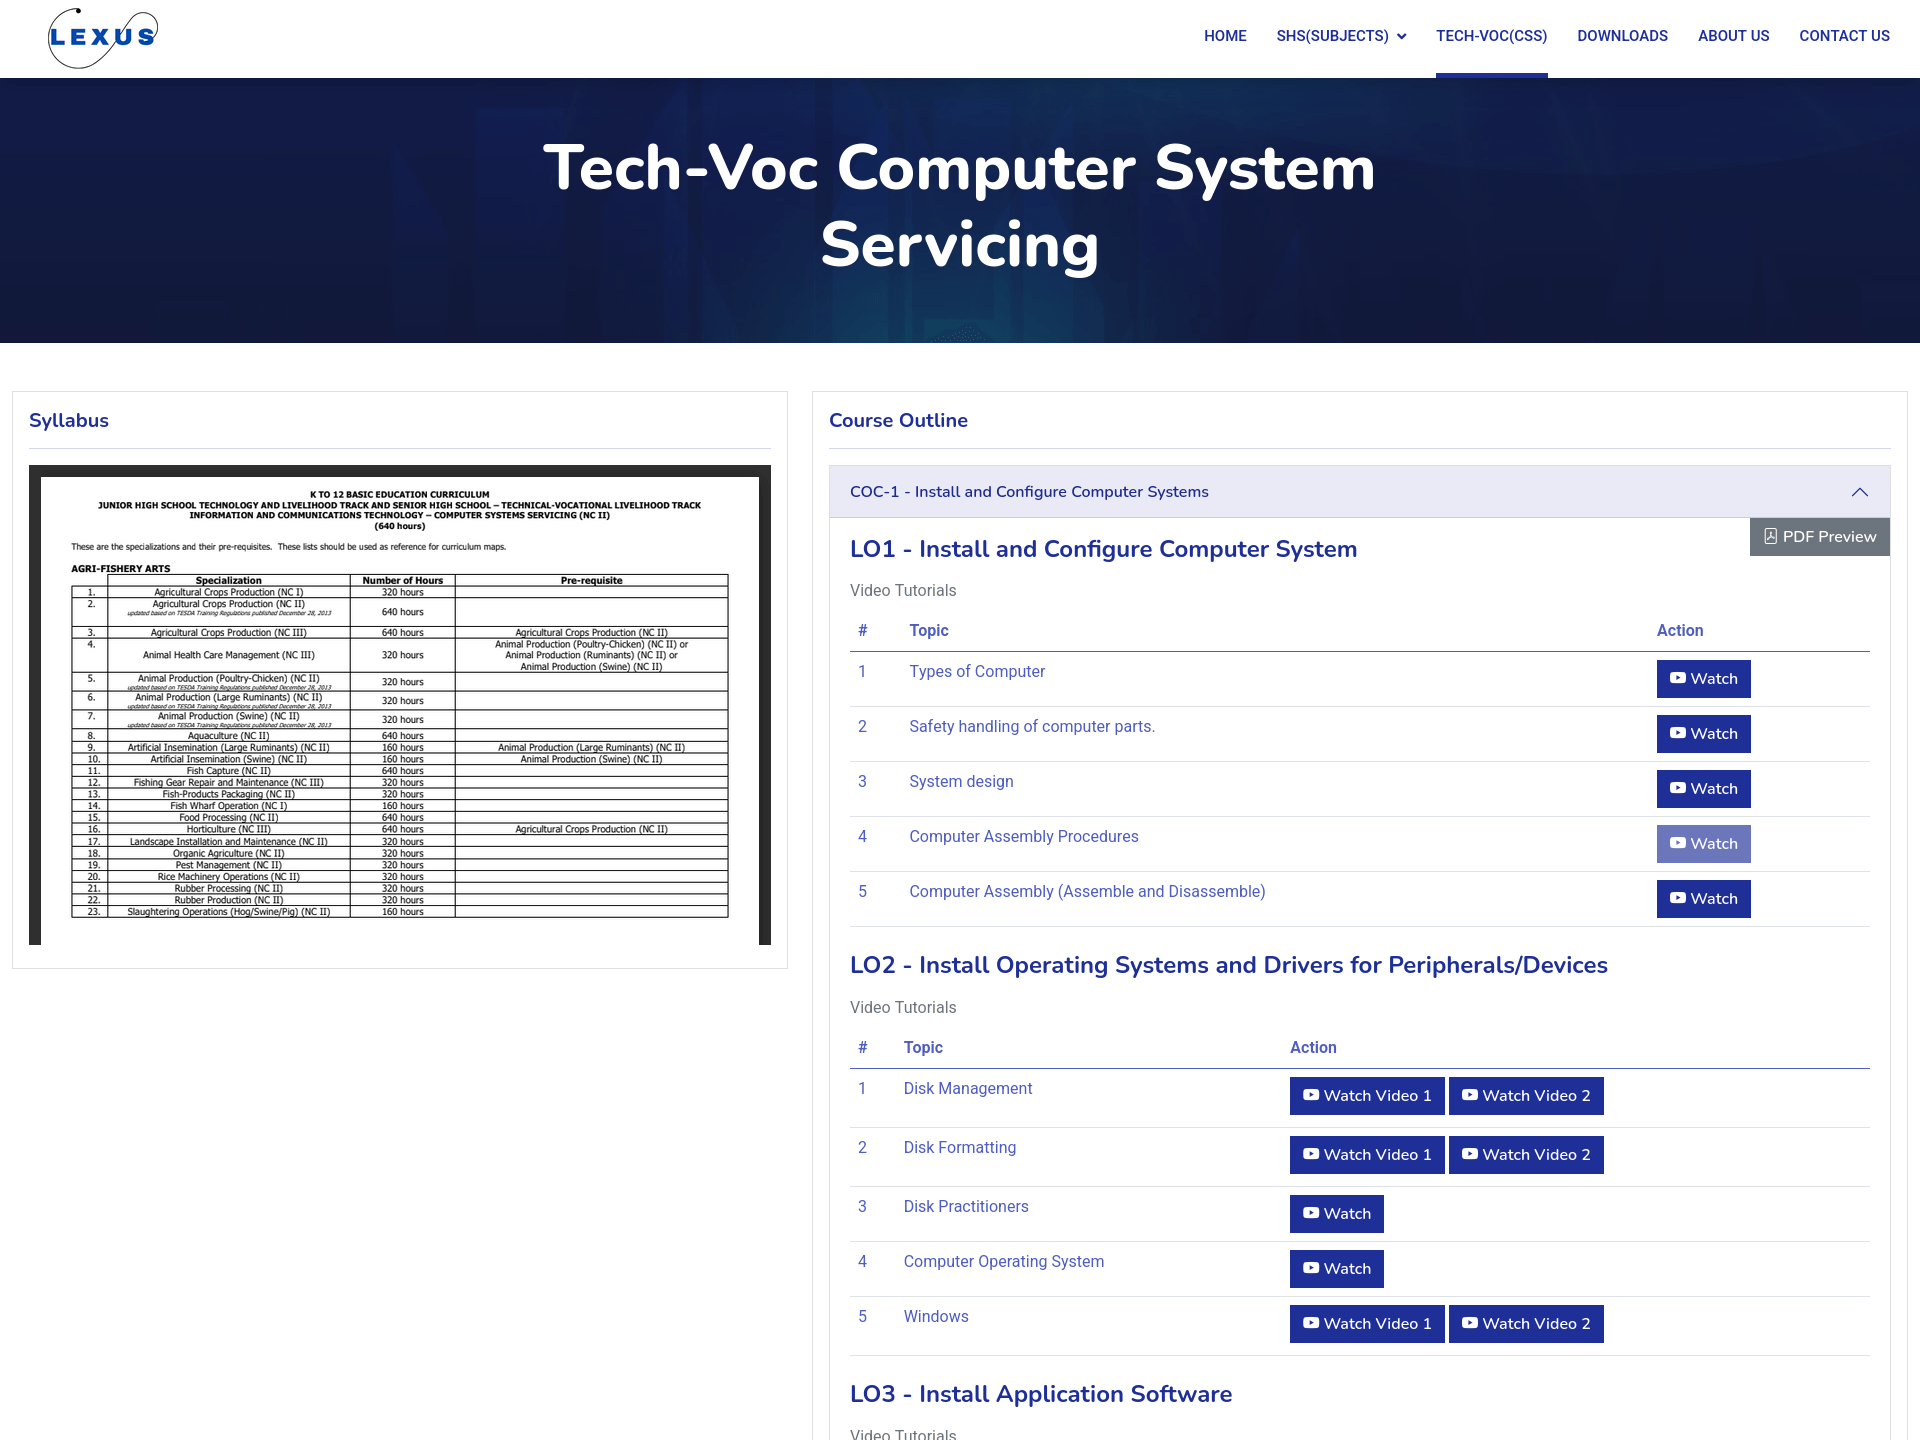 LEXUS
HOME SHS(SUBJECTS) TECH-VOC(CSS) DOWNLOADS ABOUT US CONTACT US
Tech-Voc Computer System
Servicing
Syllabus
K TO 12 BASIC EDUCATION CURRICULUM
JUNIOR HIGH SCHOOL TECHNOLOGY AND LIVELIHOOD TRACK AND SENIOR HIGH SCHOOL – TECHNICAL-VOCATIONAL LIVELIHOOD TRACK
INFORMATION AND COMMUNICATIONS TECHNOLOGY – COMPUTER SYSTEMS SERVICING (NC II)
(640 hours)
These are the specializations and their pre-requisites. These lists should be used as reference for curriculum maps.
AGRI-FISHERY ARTS
Specialization Number of Hours Pre-requisite
1. Agricultural Crops Production (NC I) 320 hours
2. Agricultural Crops Production (NC II)
updated based on TESDA Training Regulations published December 28, 2013
640 hours
3. Agricultural Crops Production (NC III) 640 hours Agricultural Crops Production (NC II)
4. Animal Health Care Management (NC III) 320 hours Animal Production (Poultry-Chicken) (NC II) or
Animal Production (Ruminants) (NC II) or
Animal Production (Swine) (NC II)
5. Animal Production (Poultry-Chicken) (NC II)
updated based on TESDA Training Regulations published December 28, 2013
320 hours
6. Animal Production (Large Ruminants) (NC II)
updated based on TESDA Training Regulations published December 28, 2013
320 hours
7. Animal Production (Swine) (NC II)
updated based on TESDA Training Regulations published December 28, 2013
320 hours
8. Aquaculture (NC II) 640 hours
9. Artificial Insemination (Large Ruminants) (NC II) 160 hours Animal Production (Large Ruminants) (NC II)
10. Artificial Insemination (Swine) (NC II) 160 hours Animal Production (Swine) (NC II)
11. Fish Capture (NC II) 640 hours
12. Fishing Gear Repair and Maintenance (NC III) 320 hours
13. Fish-Products Packaging (NC II) 320 hours
14. Fish Wharf Operation (NC I) 160 hours
15. Food Processing (NC II) 640 hours
16. Horticulture (NC III) 640 hours Agricultural Crops Production (NC II)
17. Landscape Installation and Maintenance (NC II) 320 hours
18. Organic Agriculture (NC II) 320 hours
19. Pest Management (NC II) 320 hours
20. Rice Machinery Operations (NC II) 320 hours
21. Rubber Processing (NC II) 320 hours
22. Rubber Production (NC II) 320 hours
23. Slaughtering Operations (Hog/Swine/Pig) (NC II) 160 hours
Course Outline
COC-1 - Install and Configure Computer Systems
PDF Preview
LO1 - Install and Configure Computer System
Video Tutorials
# Topic Action
1 Types of Computer Watch
2 Safety handling of computer parts. Watch
3 System design Watch
4 Computer Assembly Procedures Watch
5 Computer Assembly (Assemble and Disassemble) Watch
LO2 - Install Operating Systems and Drivers for Peripherals/Devices
Video Tutorials
# Topic Action
1 Disk Management Watch Video 1 Watch Video 2
2 Disk Formatting Watch Video 1 Watch Video 2
3 Disk Practitioners Watch
4 Computer Operating System Watch
5 Windows Watch Video 1 Watch Video 2
LO3 - Install Application Software
Video Tutorials